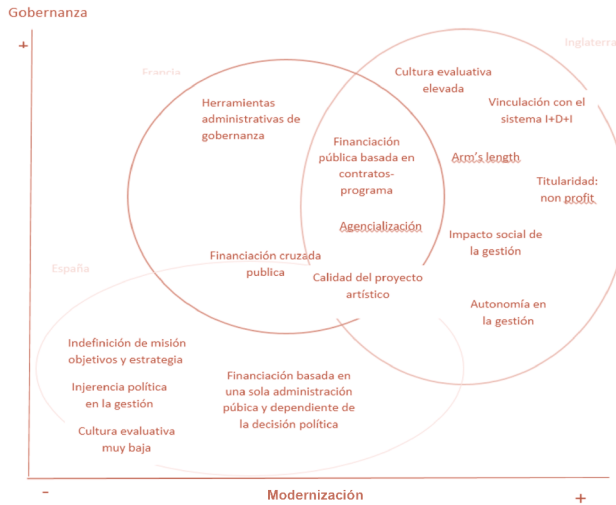 Gobernanza
+
Inglaterra
Francia
Cultura evaluativa
elevada
Vinculación con el
sistema I+D+I
Herramientas
administrativas de
gobernanza
Financiación
pública basada en
contratos-
programa
Arm's length
Titularidad:
non profit
Agencialización
Impacto social de
la gestión
Financiación cruzada
publica
España
Calidad del proyecto
artístico
Autonomía en
la gestión
Indefinición de misión
objetivos y estrategia
Injerencia política
en la gestión
Cultura evaluativa
muy baja
Financiación basada en
una sola administración
púbica y dependiente de
la decisión política
-
Modernización
+